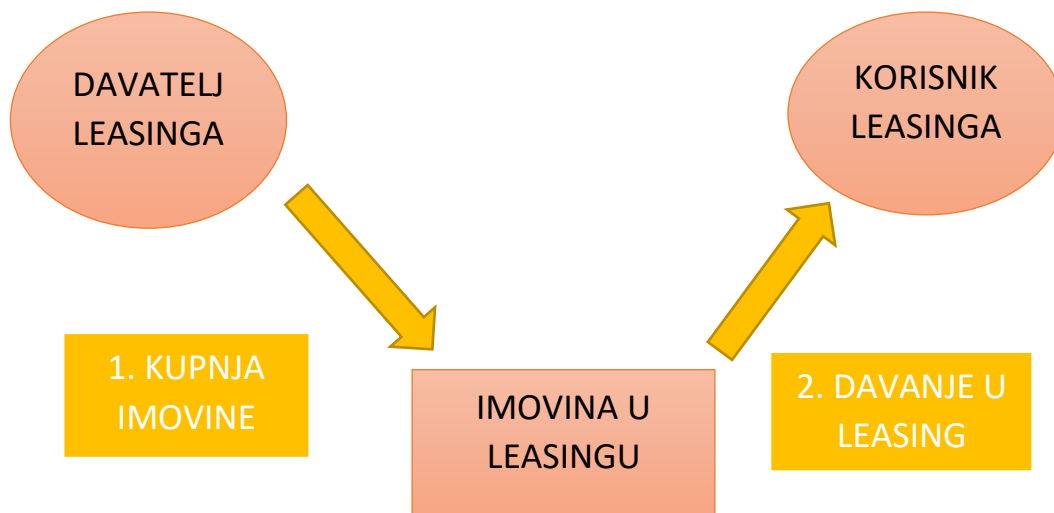 DAVATELJ
LEASINGA
KORISNIK
LEASINGA
1. KUPNJA
IMOVINE
IMOVINA U
LEASINGU
2. DAVANJE U
LEASING